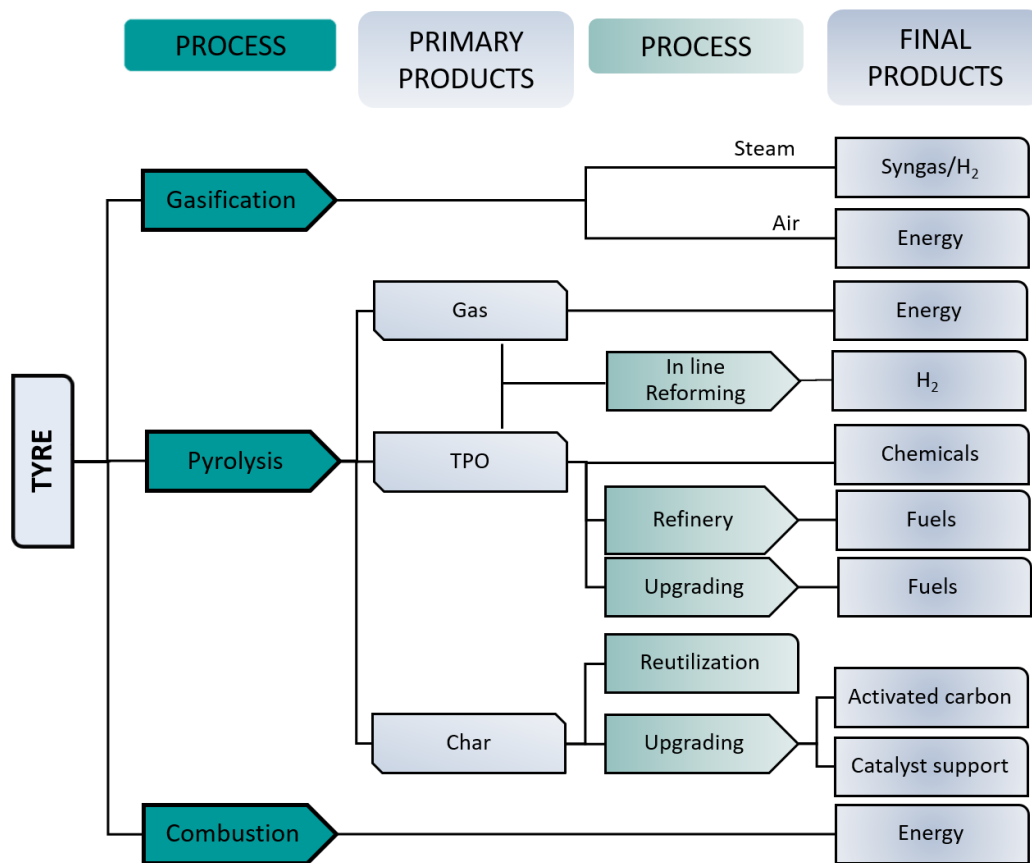 PROCESS
PRIMARY
PRODUCTS
PROCESS
FINAL
PRODUCTS
Steam
Syngas/H₂
Gasification
Air
Energy
Gas
Energy
In line
Reforming
H₂
TYRE
Pyrolysis
TPO
Chemicals
Refinery
Fuels
Upgrading
Fuels
Reutilization
Activated carbon
Char
Upgrading
Catalyst support
Combustion
Energy